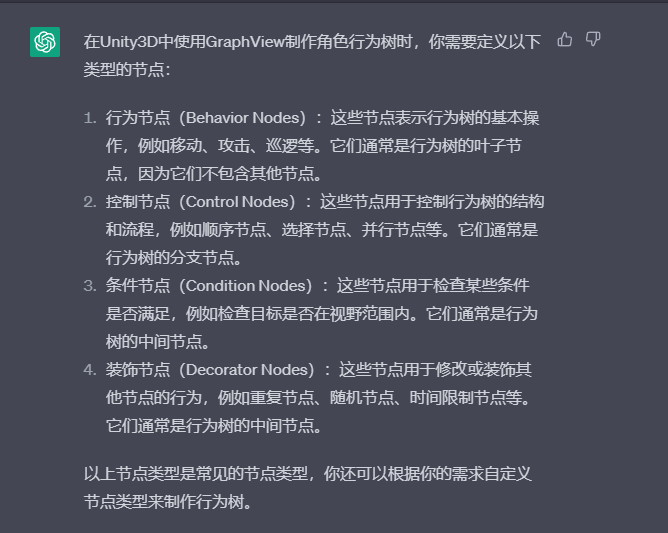 在Unity3D中使用GraphView制作角色行为树时，你需要定义以下
类型的节点：
1. 行为节点（Behavior Nodes）：这些节点表示行为树的基本操
作，例如移动、攻击、巡逻等。它们通常是行为树的叶子节
点，因为它们不包含其他节点。
2. 控制节点（Control Nodes）：这些节点用于控制行为树的结构
和流程，例如顺序节点、选择节点、并行节点等。它们通常是
行为树的分支节点。
3. 条件节点（Condition Nodes）：这些节点用于检查某些条件
是否满足，例如检查目标是否在视野范围内。它们通常是行为
树的中间节点。
4. 装饰节点（Decorator Nodes）：这些节点用于修改或装饰其
他节点的行为，例如重复节点、随机节点、时间限制节点等。
它们通常是行为树的中间节点。
以上节点类型是常见的节点类型，你还可以根据你的需求自定义
节点类型来制作行为树。